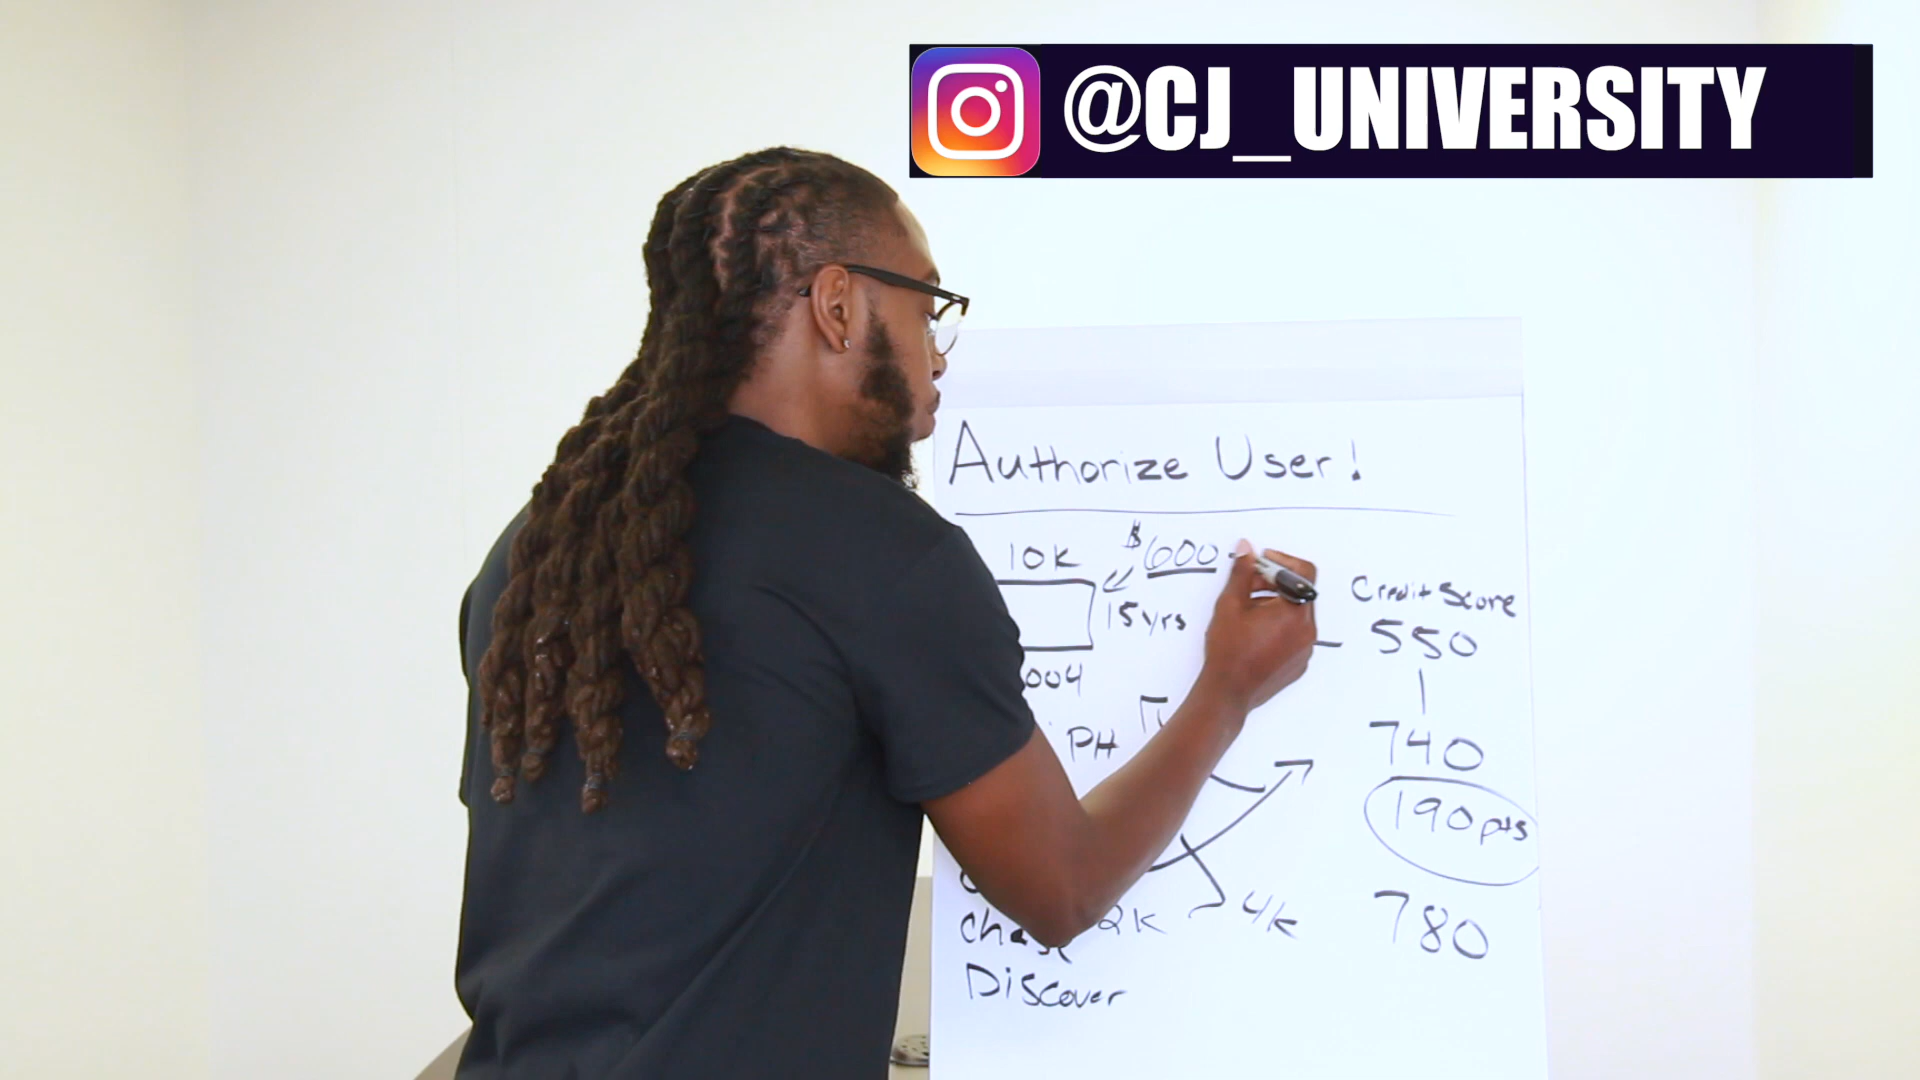 @CJ_UNIVERSITY
Authorize User!
$600
10K
15yrs
Credit Score
550
004
740
PH
190pts
2K
4k
780
Discover